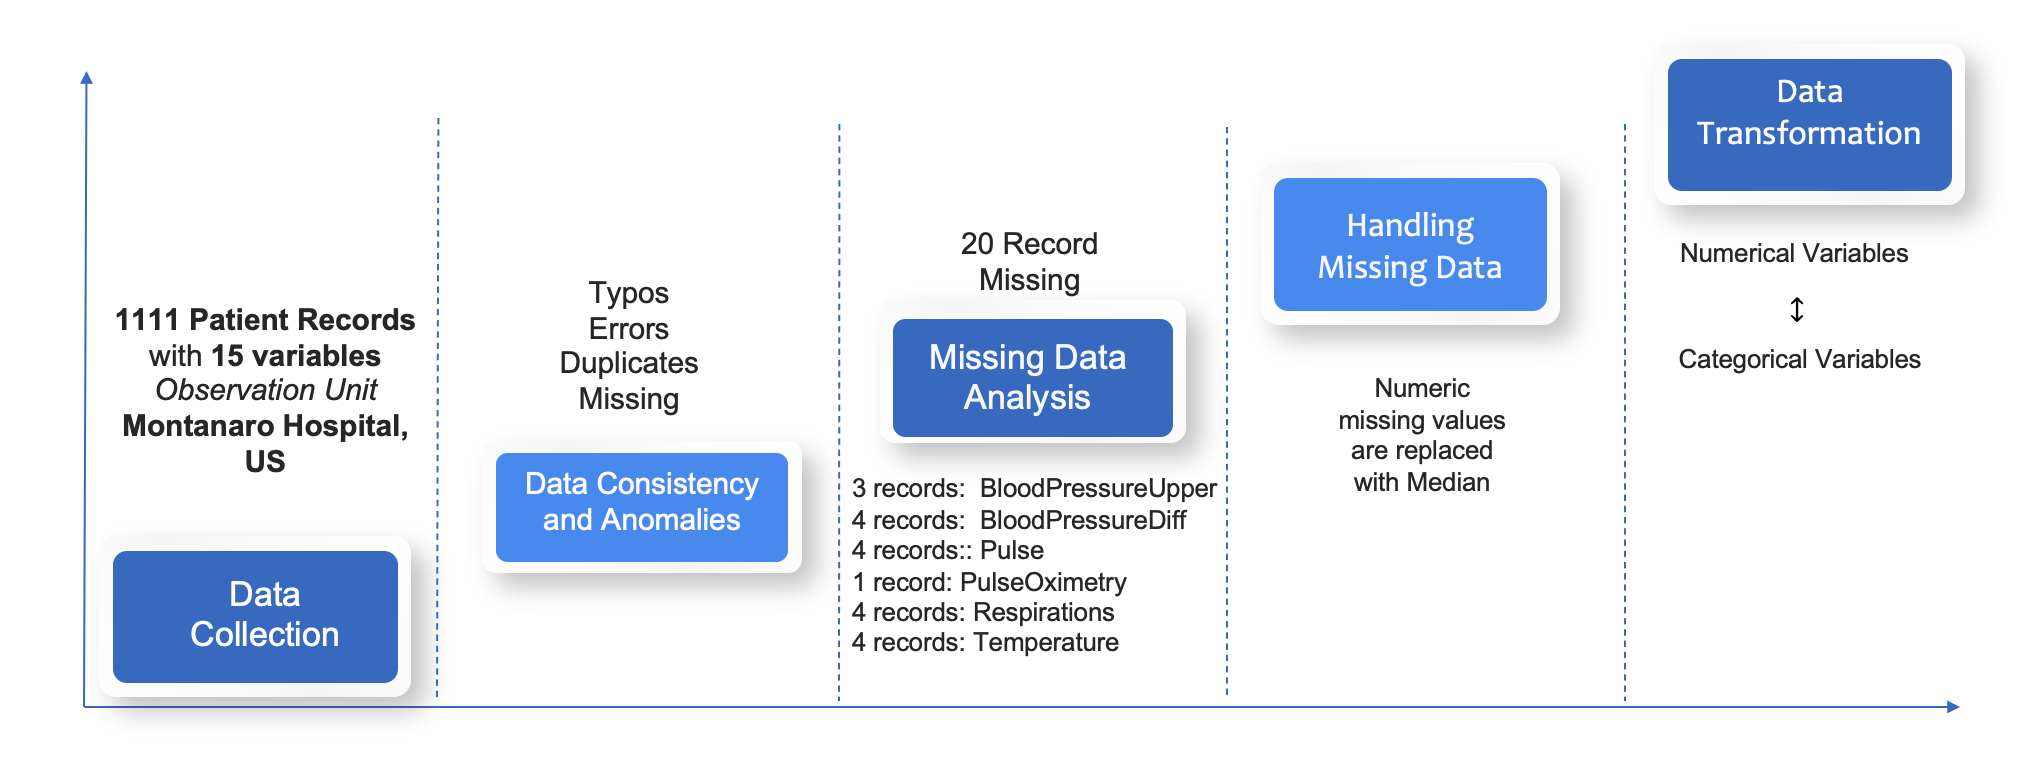 1111 Patient Records
with 15 variables
Observation Unit
Montanaro Hospital,
US
Data
Collection
Typos
Errors
Duplicates
Missing
Data Consistency
and Anomalies
20 Record
Missing
Missing Data
Analysis
3 records:  BloodPressureUpper
4 records:  BloodPressureDiff
4 records:: Pulse
1 record: PulseOximetry
4 records: Respirations
4 records: Temperature
Handling
Missing Data
Numeric
missing values
are replaced
with Median
Data
Transformation
Numerical Variables
↕
Categorical Variables